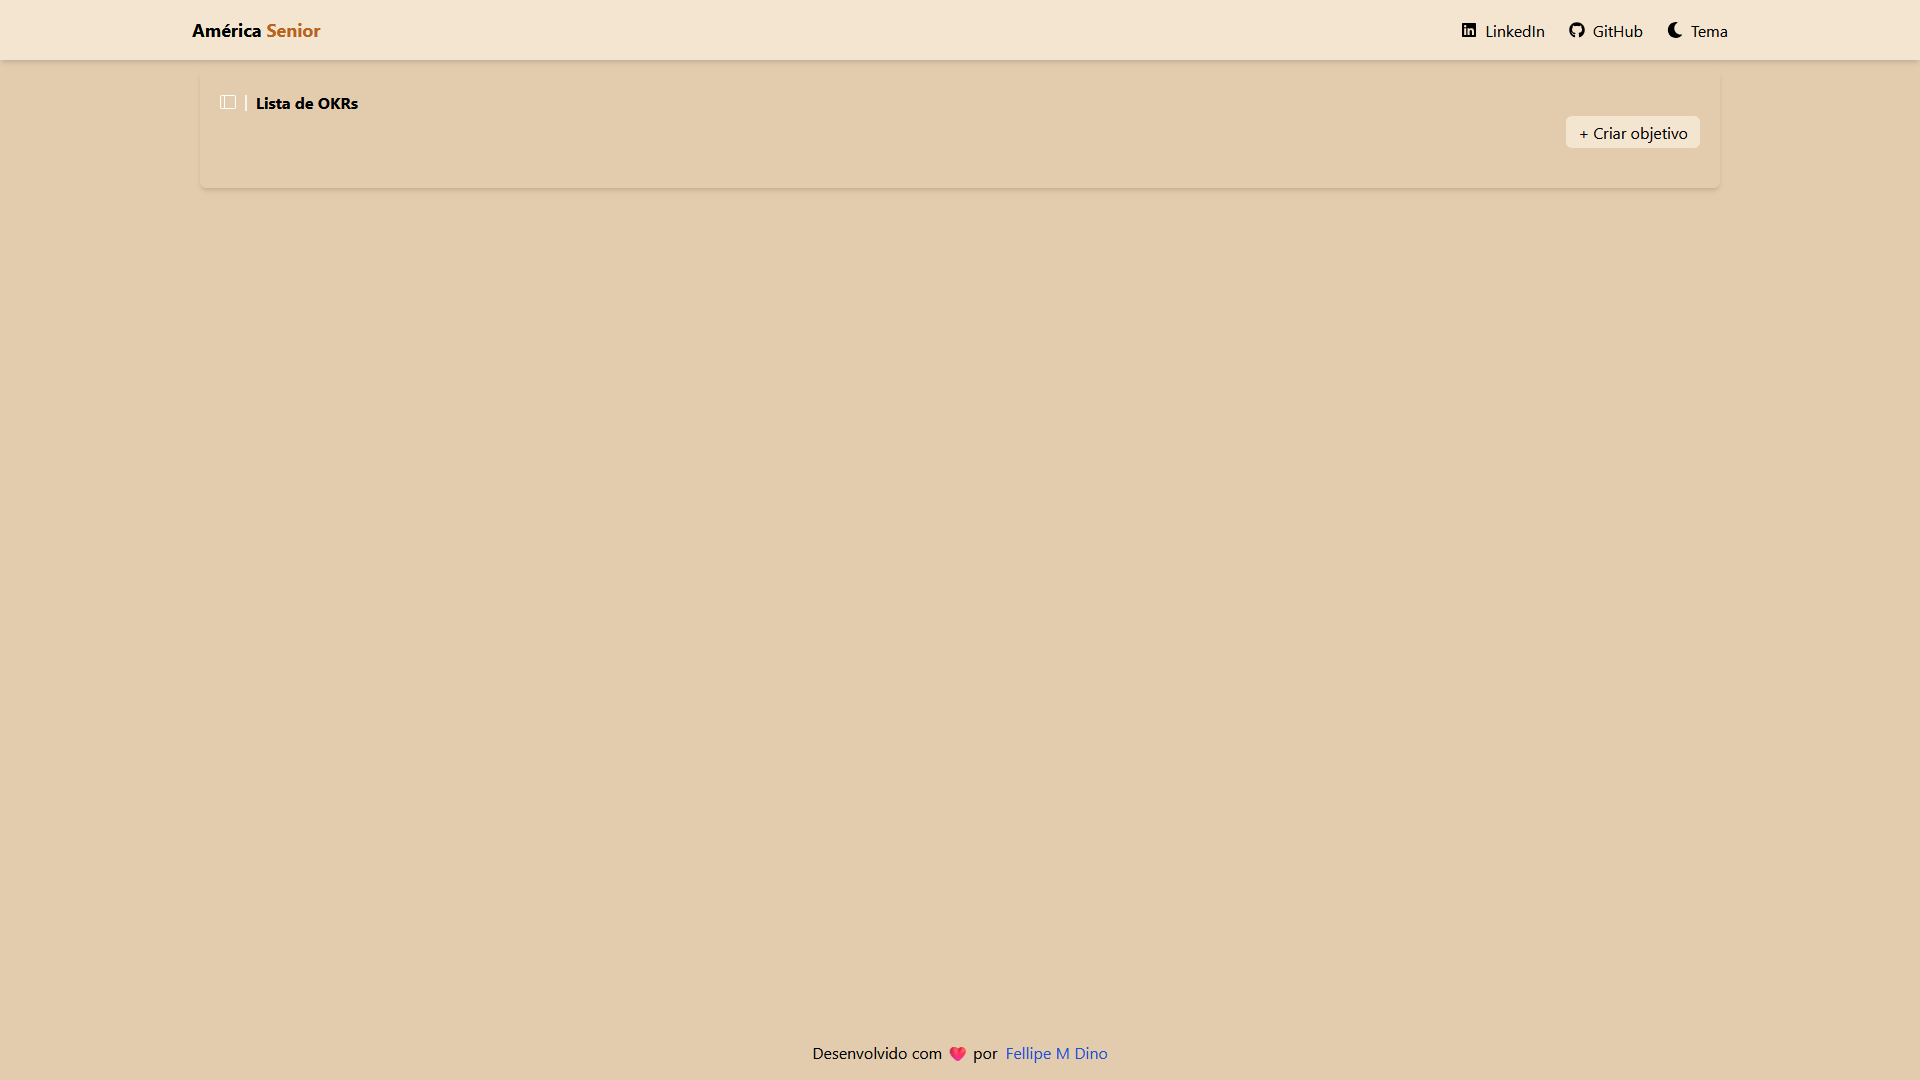 América Senior
LinkedIn
GitHub
Tema
Lista de OKRs
+ Criar objetivo
Desenvolvido com ❤️ por Fellipe M Dino